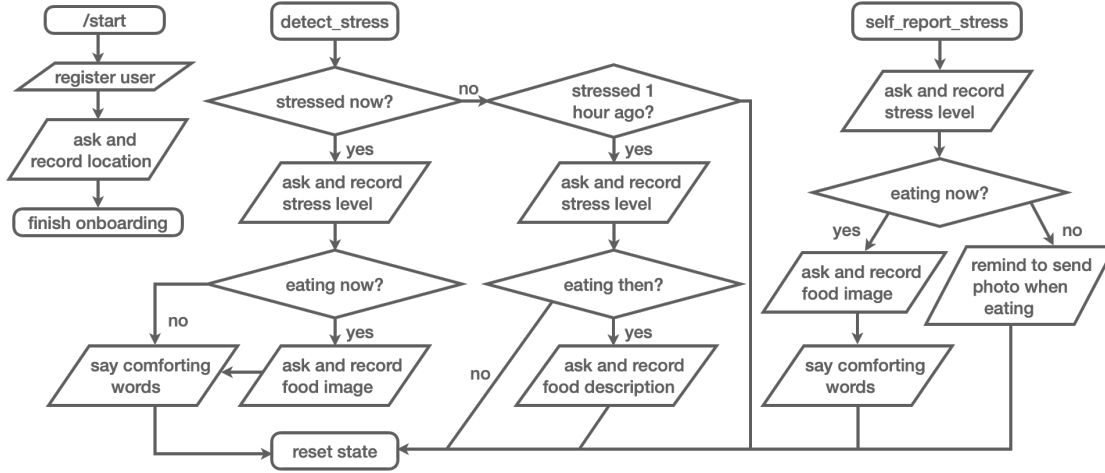 /start
register user
ask and
record location
finish onboarding
detect_stress
stressed now?
no
stressed 1
hour ago?
yes
ask and record
stress level
eating now?
no
yes
say comforting
words
ask and record
food image
yes
ask and record
stress level
eating then?
no
yes
ask and record
food description
reset state
self_report_stress
ask and record
stress level
eating now?
yes
no
ask and record
food image
remind to send
photo when
eating
say comforting
words